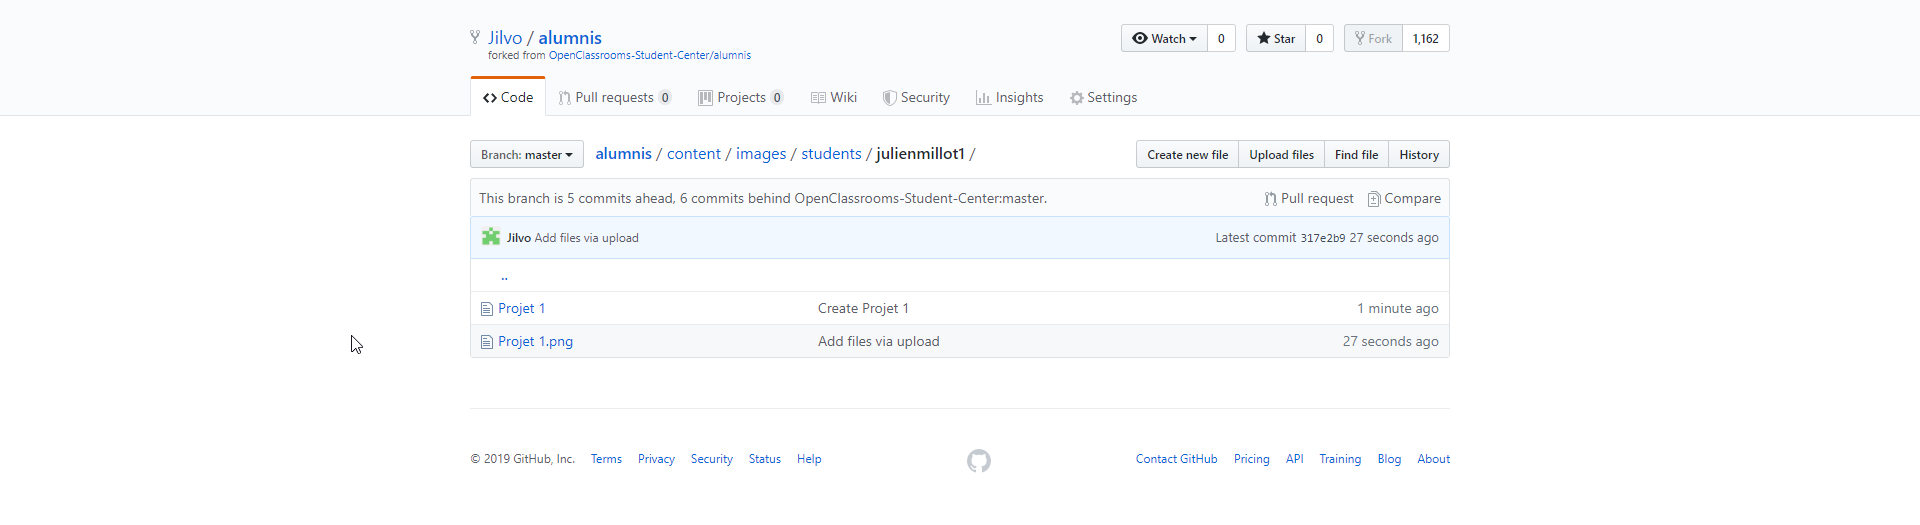 Jilvo / alumnis
forked from OpenClassrooms-Student-Center/alumnis
Watch 0 Star 0 Fork 1,162
Code Pull requests 0 Projects 0 Wiki Security Insights Settings
Branch: master alumnis / content / images / students / julienmillot1 / Create new file Upload files Find file History
This branch is 5 commits ahead, 6 commits behind OpenClassrooms-Student-Center:master. Pull request Compare
Jilvo Add files via upload Latest commit 317e2b9 27 seconds ago
..
Projet 1 Create Projet 1 1 minute ago
Projet 1.png Add files via upload 27 seconds ago
© 2019 GitHub, Inc. Terms Privacy Security Status Help Contact GitHub Pricing API Training Blog About